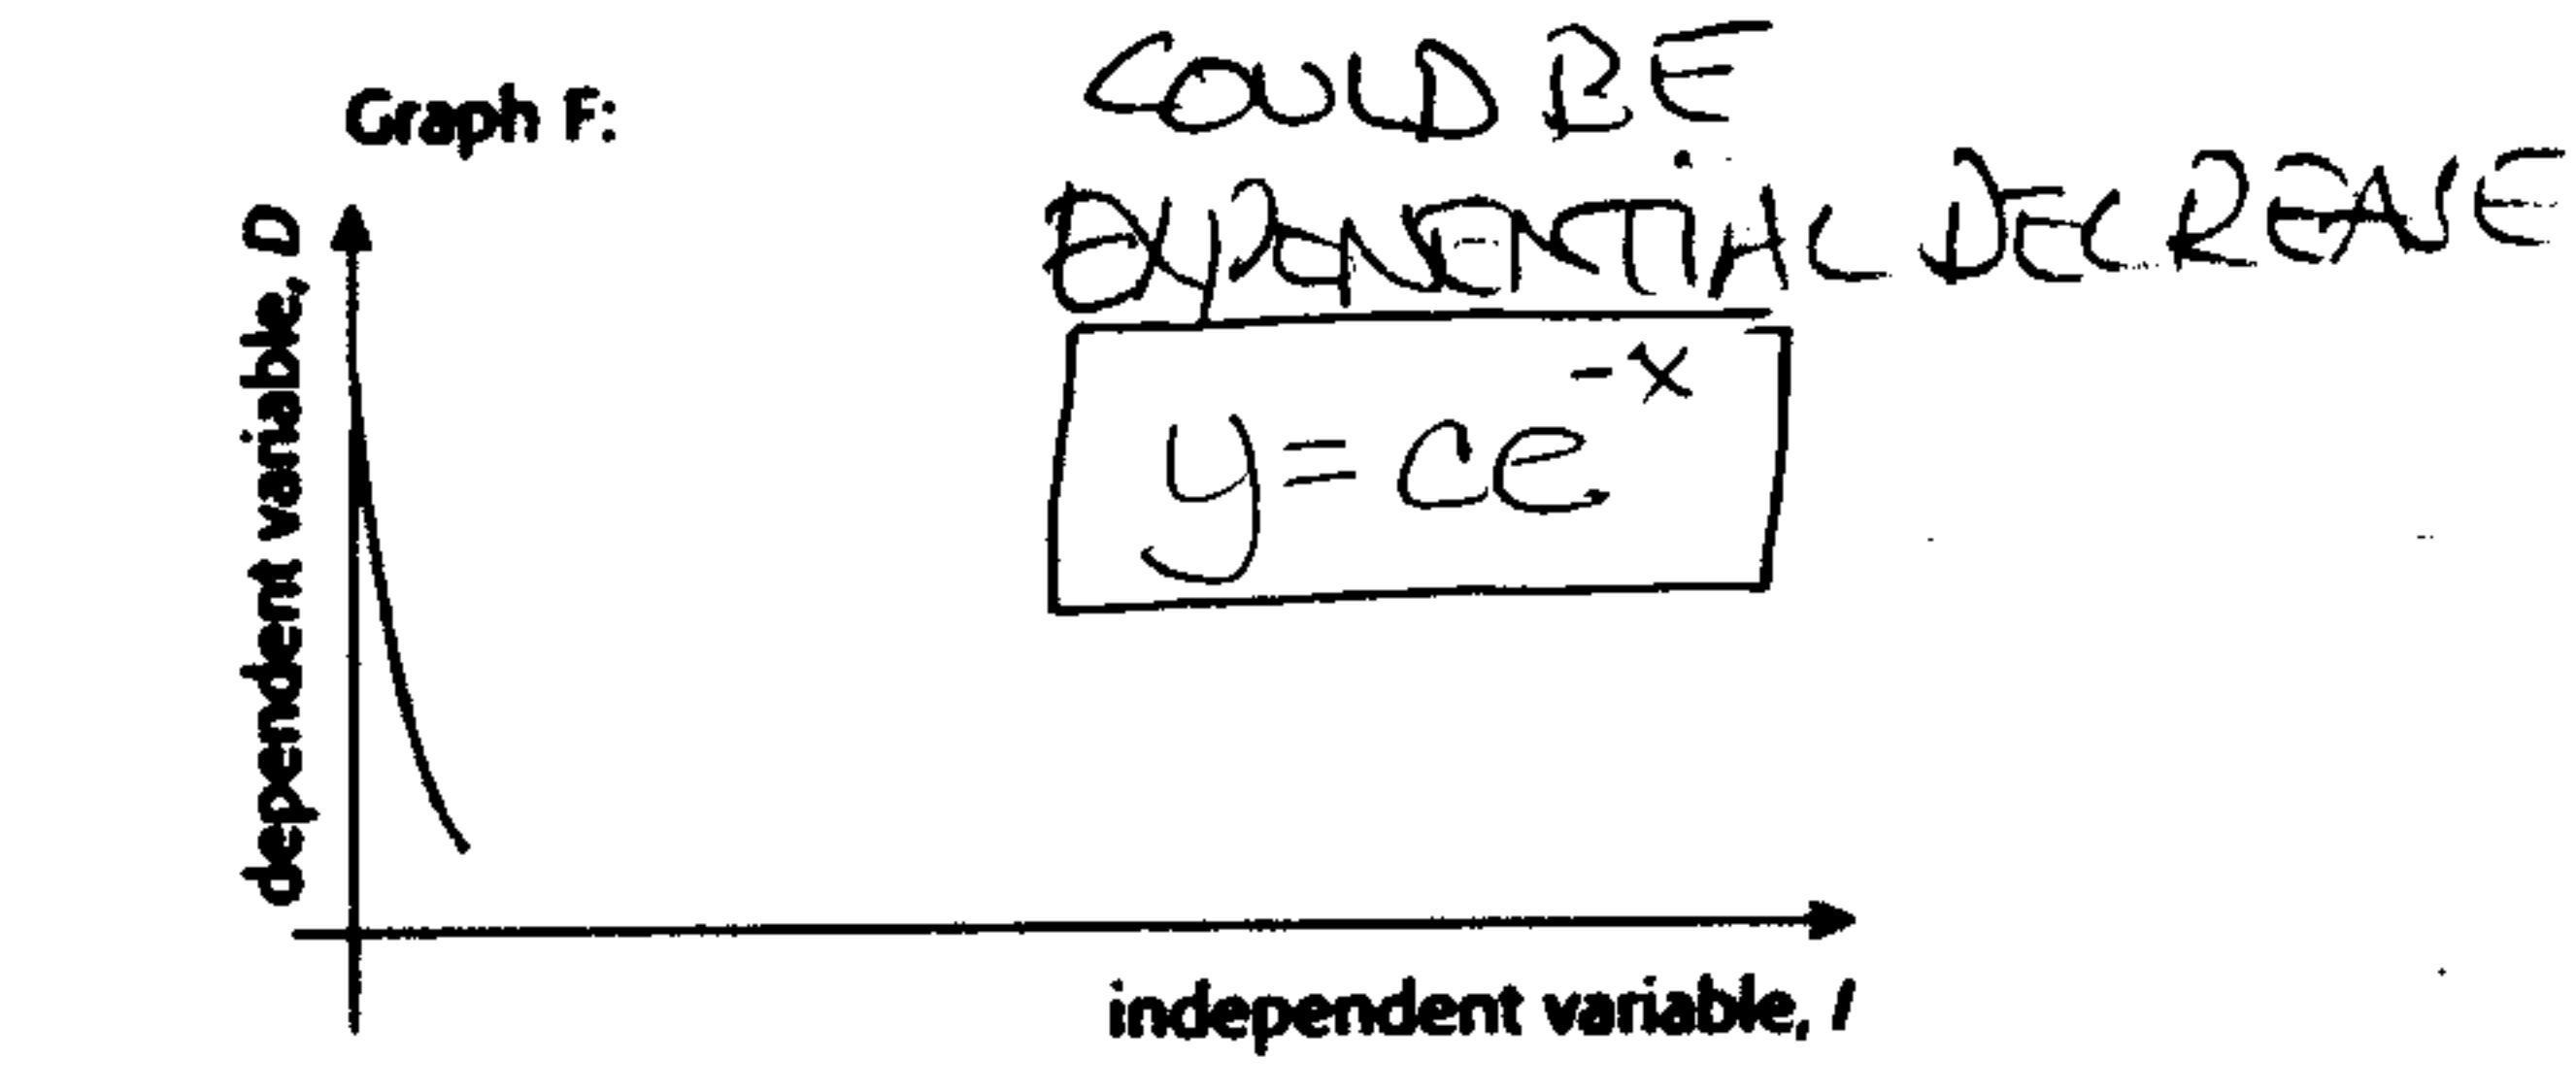 Graph F:
COULD BE
EXPONENTIAL DECREASE
y = ce^-x
dependent variable, D
independent variable, I